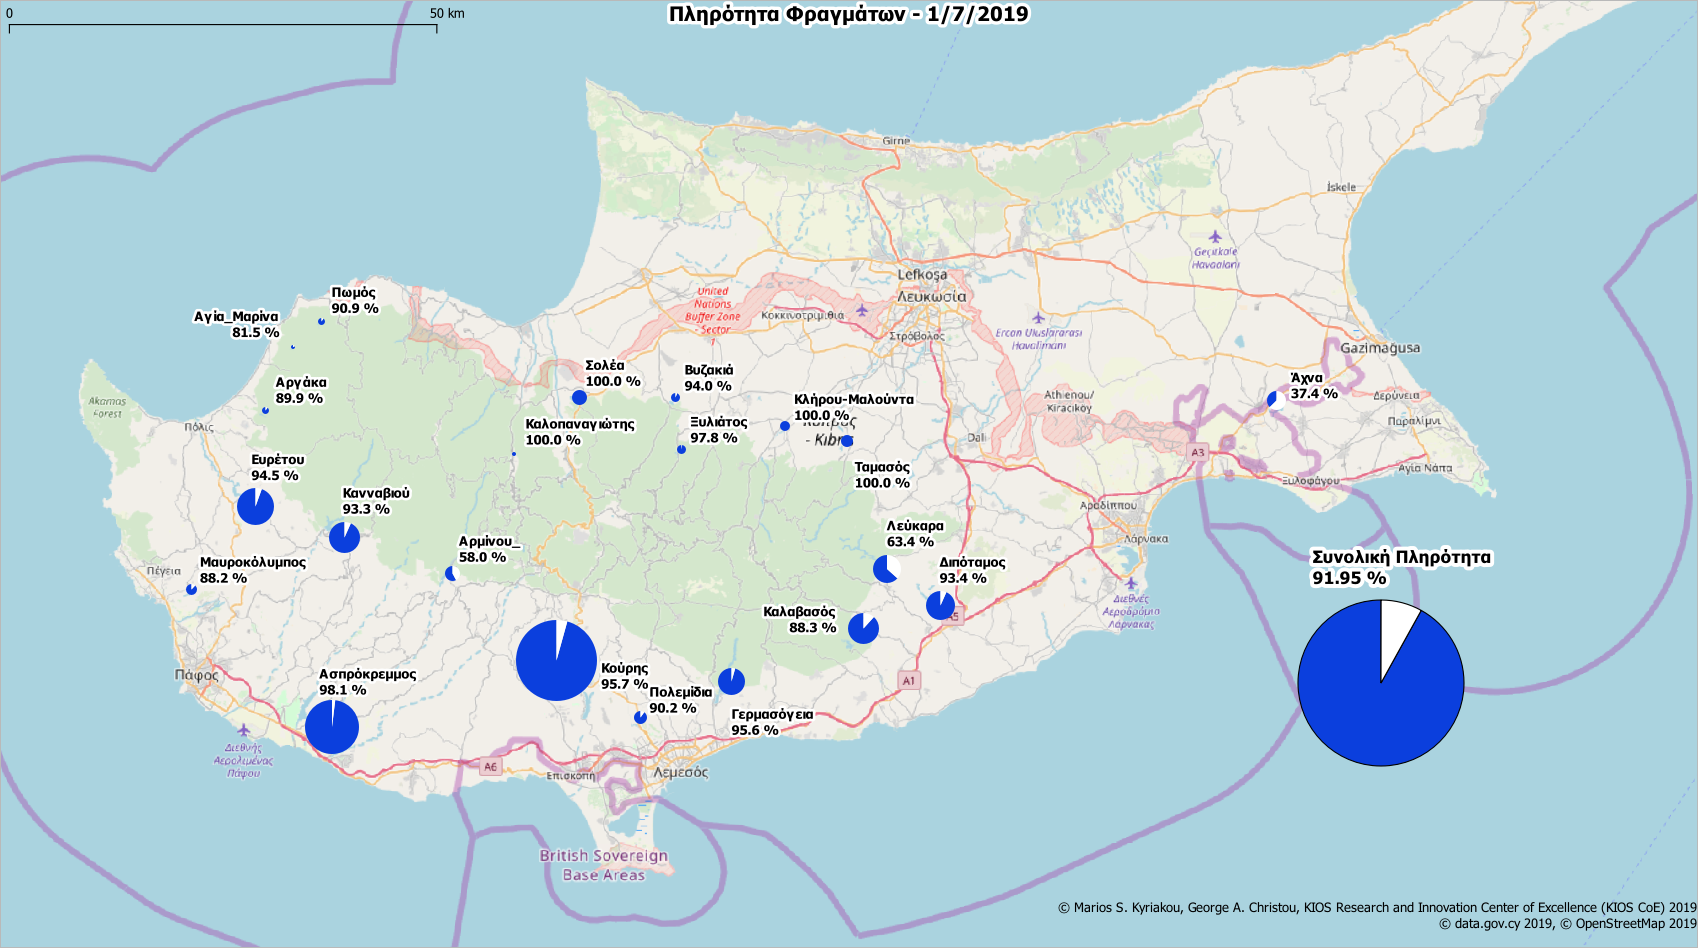 0
50 km
Πληρότητα Φραγμάτων - 1/7/2019
Girne
İskele
Geçitkale
Havaalanı
Lefkoşa
Λευκωσία
United
Nations
Buffer Zone
Sector
1
Κοκκινοτριμιθιά
Στρόβολος
Ercan Uluslararası
Havalimanı
Gazimağusa
Πωμός
90.9 %
Αγία_Μαρίνα
81.5 %
Αργάκα
89.9 %
Σολέα
100.0 %
Βυζακιά
94.0 %
Κλήρου-Μαλούντα
100.0 %
Κύπρος
- Kıbrıs
Άχνα
37.4 %
Akamas
Forest
Πόλις
Athienou/
Kiracıköy
Δερύνεια
Παραλίμνι
Καλοπαναγιώτης
100.0 %
Ξυλιάτος
97.8 %
Dali
A3
Αγία Νάπα
Ξυλοφάγου
Ευρέτου
94.5 %
Ταμασός
100.0 %
Κανναβιού
93.3 %
Αραδίππου
Λάρνακα
Λεύκαρα
63.4 %
Αρμίνου_
58.0 %
Μαυροκόλυμπος
88.2 %
Πέγεια
Διπόταμος
93.4 %
A5
Συνολική Πληρότητα
91.95 %
Διεθνές
Αεροδρόμιο
Λάρνακας
Καλαβασός
88.3 %
Πάφος
Ασπρόκρεμμος
98.1 %
Κούρης
95.7 %
Πολεμίδια
90.2 %
Γερμασόγεια
95.6 %
A1
Διεθνής
Αερολιμένας
Πάφου
A6
Επισκοπή
Λεμεσός
British Sovereign
Base Areas
© Marios S. Kyriakou, George A. Christou, KIOS Research and Innovation Center of Excellence (KIOS CoE) 2019
© data.gov.cy 2019, © OpenStreetMap 2019